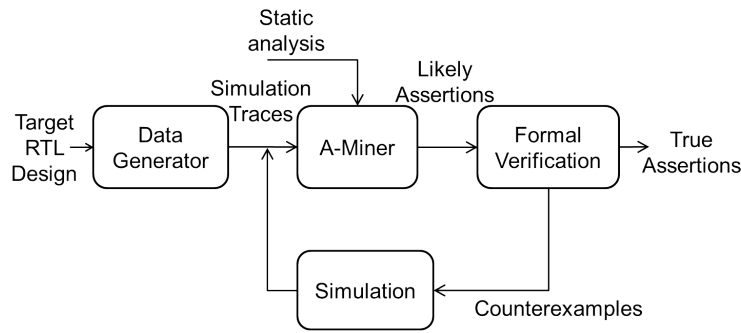 Static
analysis
Simulation
Traces
Likely
Assertions
Target
RTL
Design
Data
Generator
A-Miner
Formal
Verification
True
Assertions
Simulation
Counterexamples